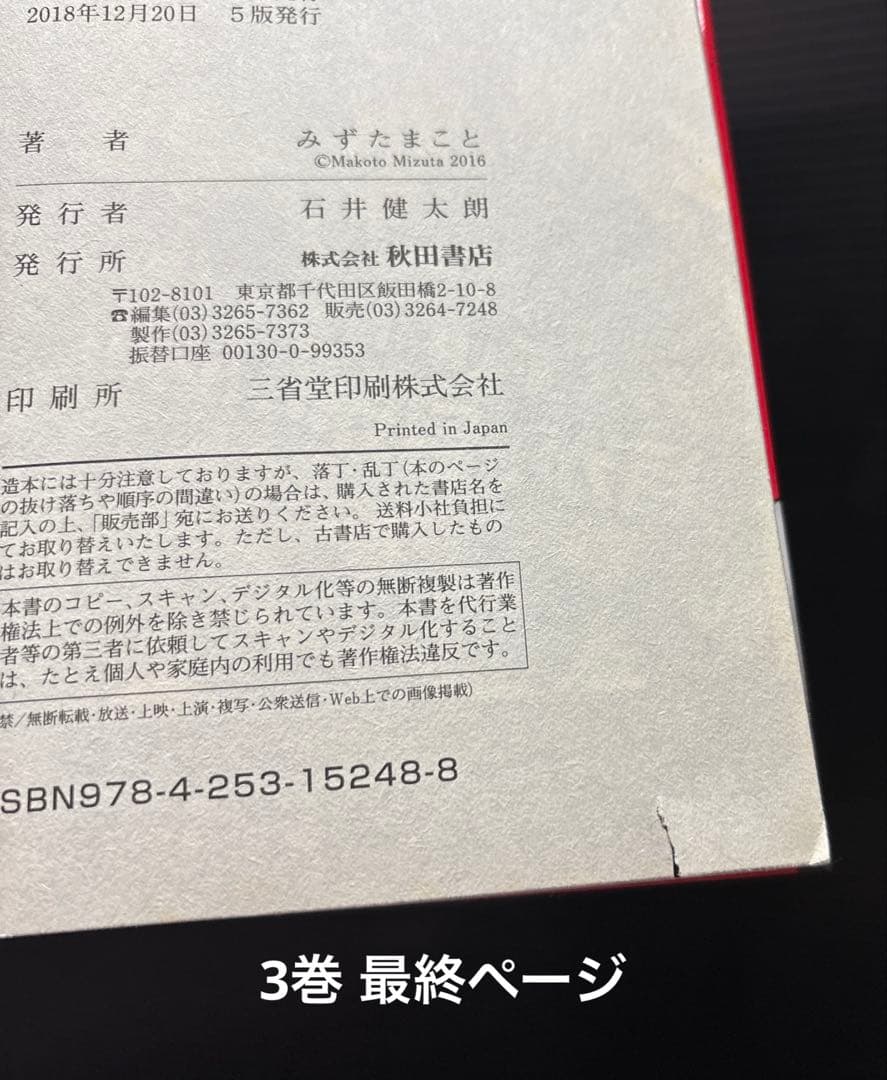 2018年12月20日 5版発行
著者 みずたまこと
©Makoto Mizuta 2016
発行者 石井健太朗
発行所 株式会社 秋田書店
〒102-8101 東京都千代田区飯田橋2-10-8
☎編集(03)3265-7362 販売(03)3264-7248
製作(03)3265-7373
振替口座 00130-0-99353
印刷所 三省堂印刷株式会社
Printed in Japan
造本には十分注意しておりますが、落丁・乱丁(本のページ
の抜け落ちや順序の間違い)の場合は、購入された書店名を
記入の上、「販売部」宛にお送りください。送料小社負担に
てお取り替えいたします。ただし、古書店で購入したもの
はお取り替えできません。
本書のコピー、スキャン、デジタル化等の無断複製は著作
権法上での例外を除き禁じられています。本書を代行業
者等の第三者に依頼してスキャンやデジタル化すること
は、たとえ個人や家庭内の利用でも著作権法違反です。
禁/無断転載・放送・上映・上演・複写・公衆送信・Web上での画像掲載)
SBN978-4-253-15248-8
3巻 最終ページ